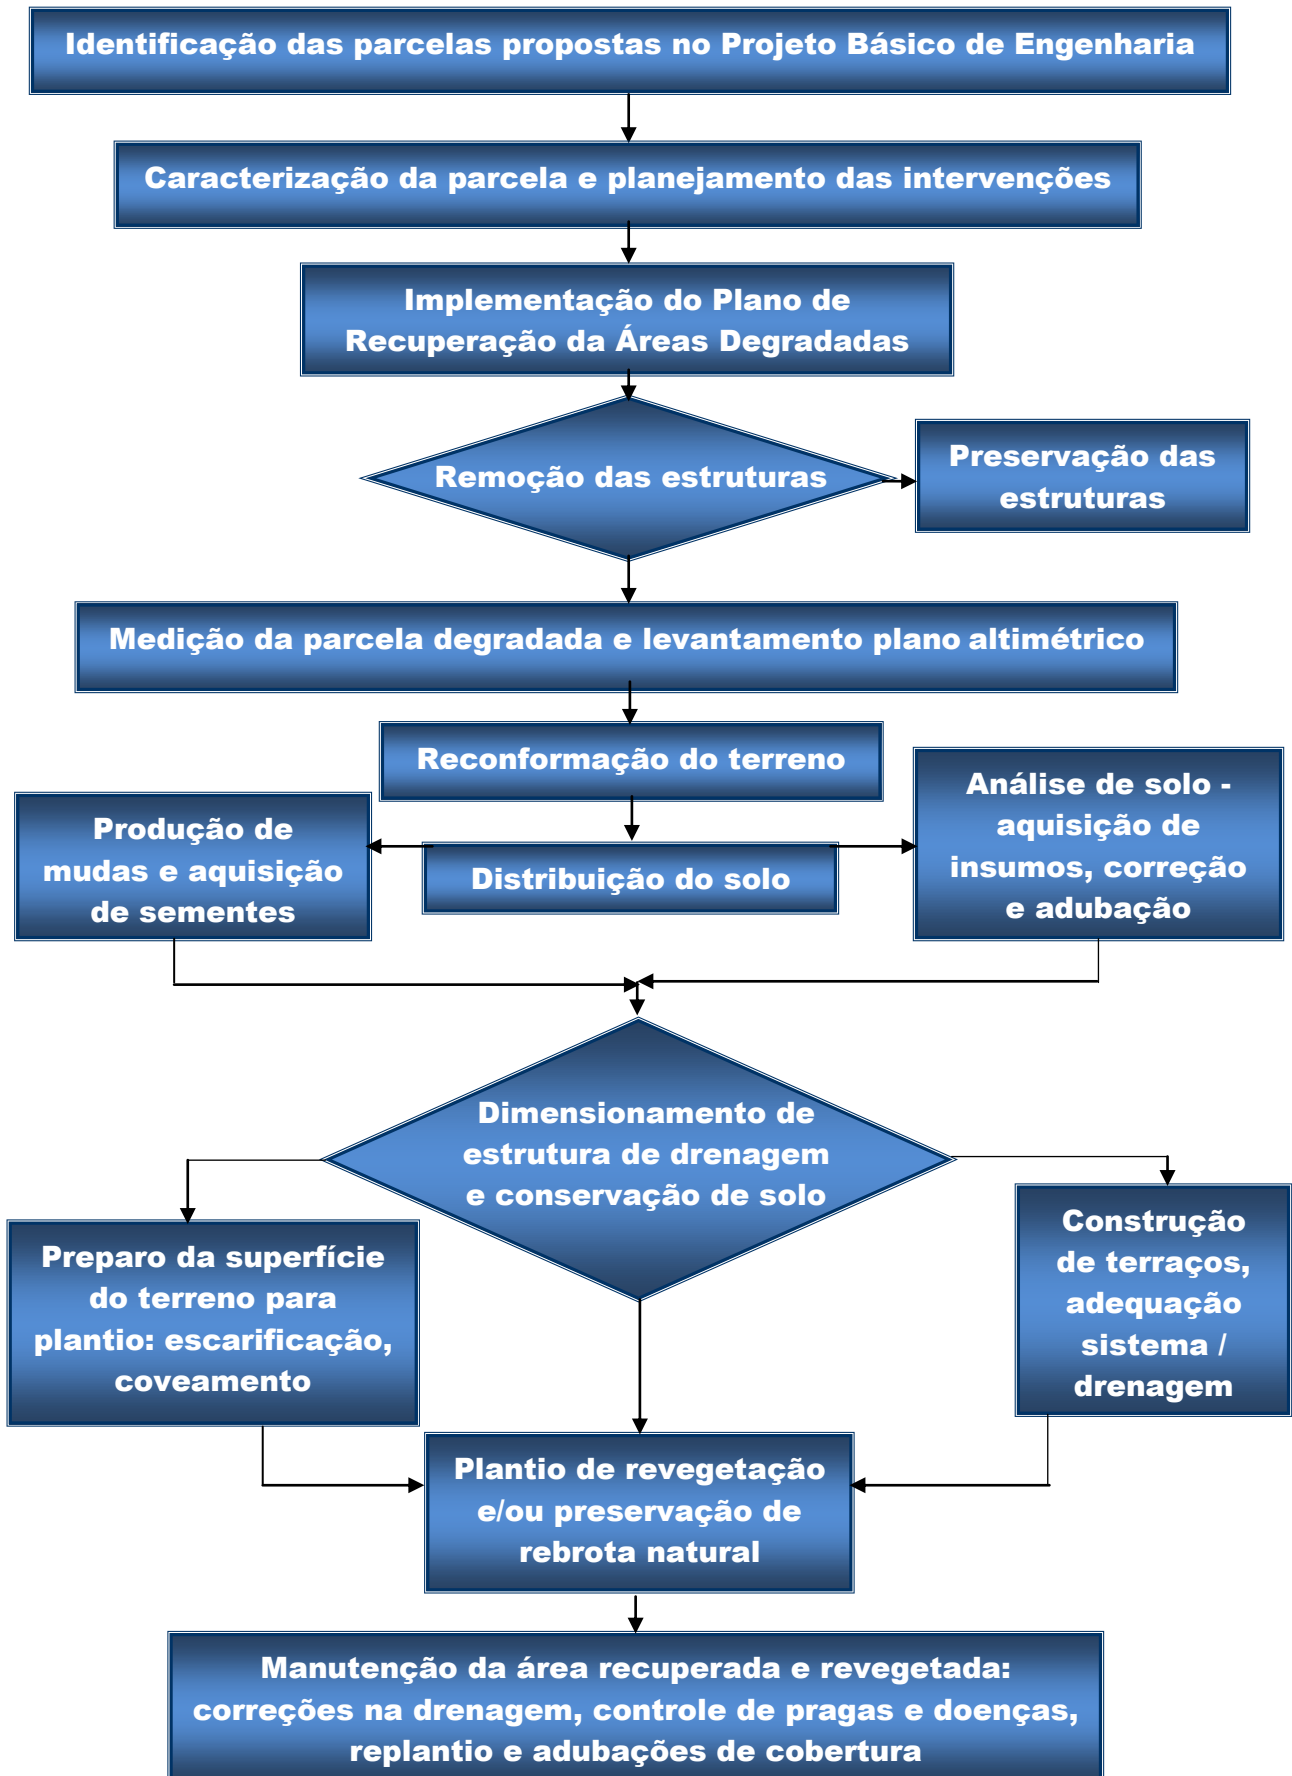 Identificação das parcelas propostas no Projeto Básico de Engenharia
Caracterização da parcela e planejamento das intervenções
Implementação do Plano de
Recuperação da Áreas Degradadas
Remoção das estruturas
Preservação das
estruturas
Medição da parcela degradada e levantamento plano altimétrico
Reconformação do terreno
Produção de
mudas e aquisição
de sementes
Distribuição do solo
Análise de solo -
aquisição de
insumos, correção
e adubação
Dimensionamento de
estrutura de drenagem
e conservação de solo
Preparo da superfície
do terreno para
plantio: escarificação,
coveamento
Construção
de terraços,
adequação
sistema /
drenagem
Plantio de revegetação
e/ou preservação de
rebrota natural
Manutenção da área recuperada e revegetada:
correções na drenagem, controle de pragas e doenças,
replantio e adubações de cobertura